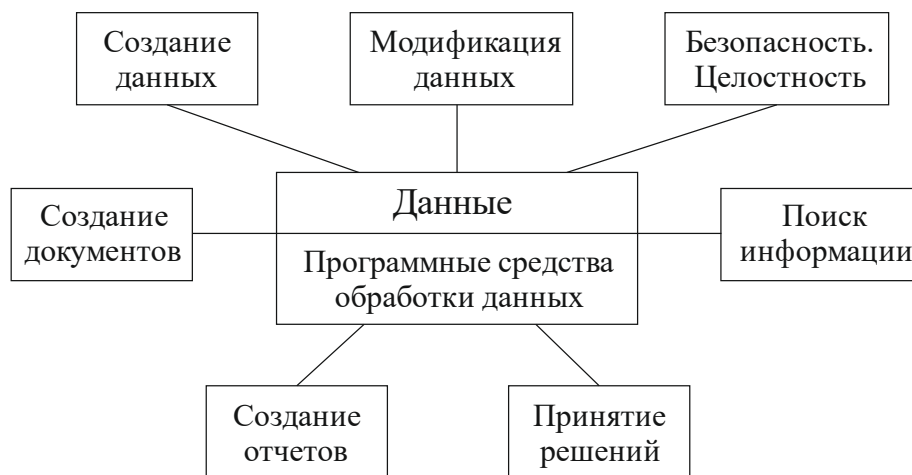 Создание
данных
Модификация
данных
Безопасность.
Целостность
Создание
документов
Данные
Программные средства
обработки данных
Поиск
информации
Создание
отчетов
Принятие
решений